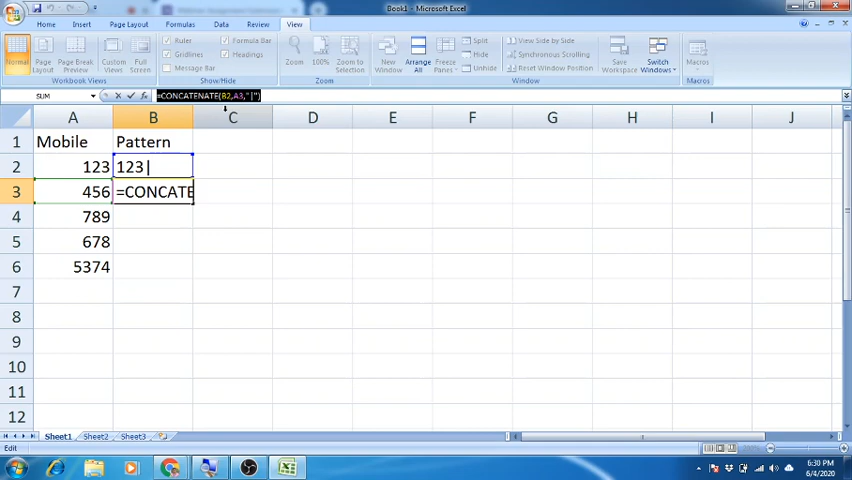 Book1 - Microsoft Excel
Home Insert Page Layout Formulas Data Review View
Normal Page Layout Page Break Preview Custom Views Full Screen
Ruler Formula Bar
Gridlines Headings
Message Bar
Zoom 100% Zoom to Selection
New Window Arrange All Freeze Panes
Split
Hide
Unhide
View Side by Side
Synchronous Scrolling
Reset Window Position
Save Workspace Switch Windows Macros
Workbook Views Show/Hide Zoom Window Macros
SUM fx =CONCATENATE(B2,A3,"|")
A B C D E F G H I J
1 Mobile Pattern
2 123 123|
3 456 =CONCATE
4 789
5 678
6 5374
7
8
9
10
11
12
Sheet1 Sheet2 Sheet3
Edit
6:30 PM
6/4/2020